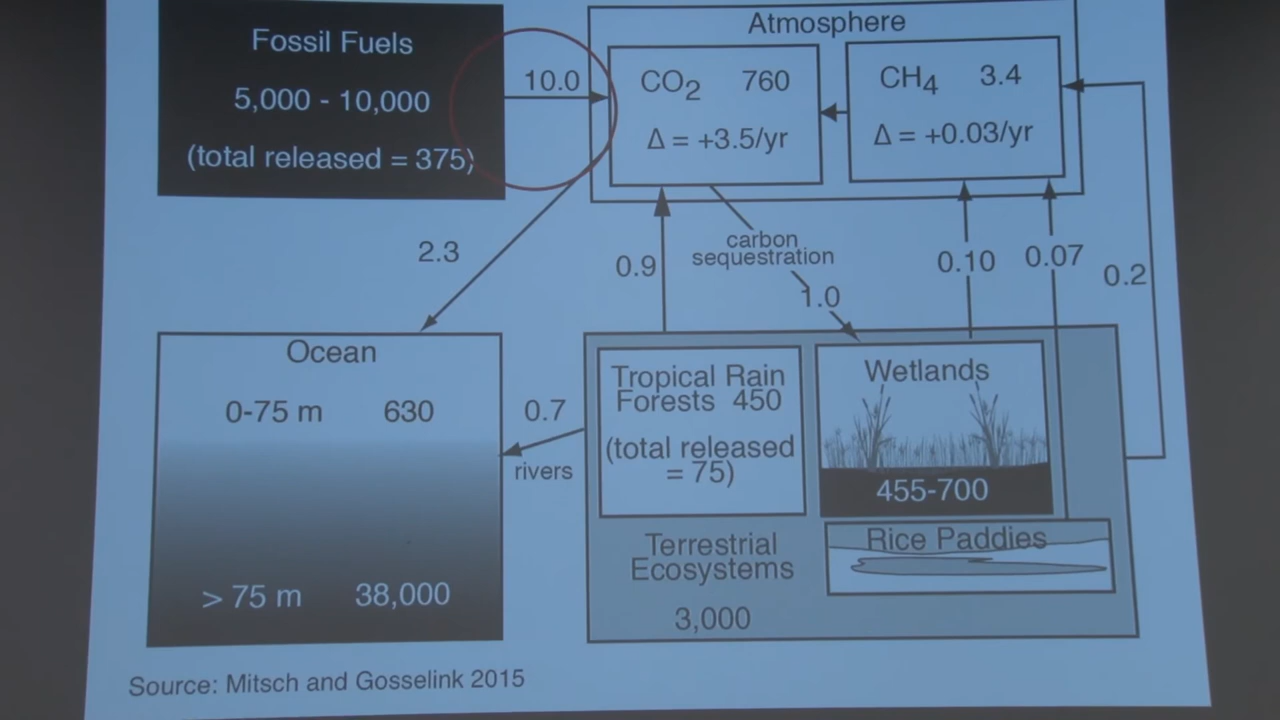 Fossil Fuels
5,000 - 10,000
(total released = 375)
10.0
Atmosphere
CO2 760
Δ = +3.5/yr
CH4 3.4
Δ = +0.03/yr
2.3
0.9
carbon
sequestration
1.0
0.10
0.07
0.2
Ocean
0-75 m 630
> 75 m 38,000
0.7
rivers
Tropical Rain
Forests 450
(total released
= 75)
Wetlands
455-700
Rice Paddies
Terrestrial
Ecosystems
3,000
Source: Mitsch and Gosselink 2015